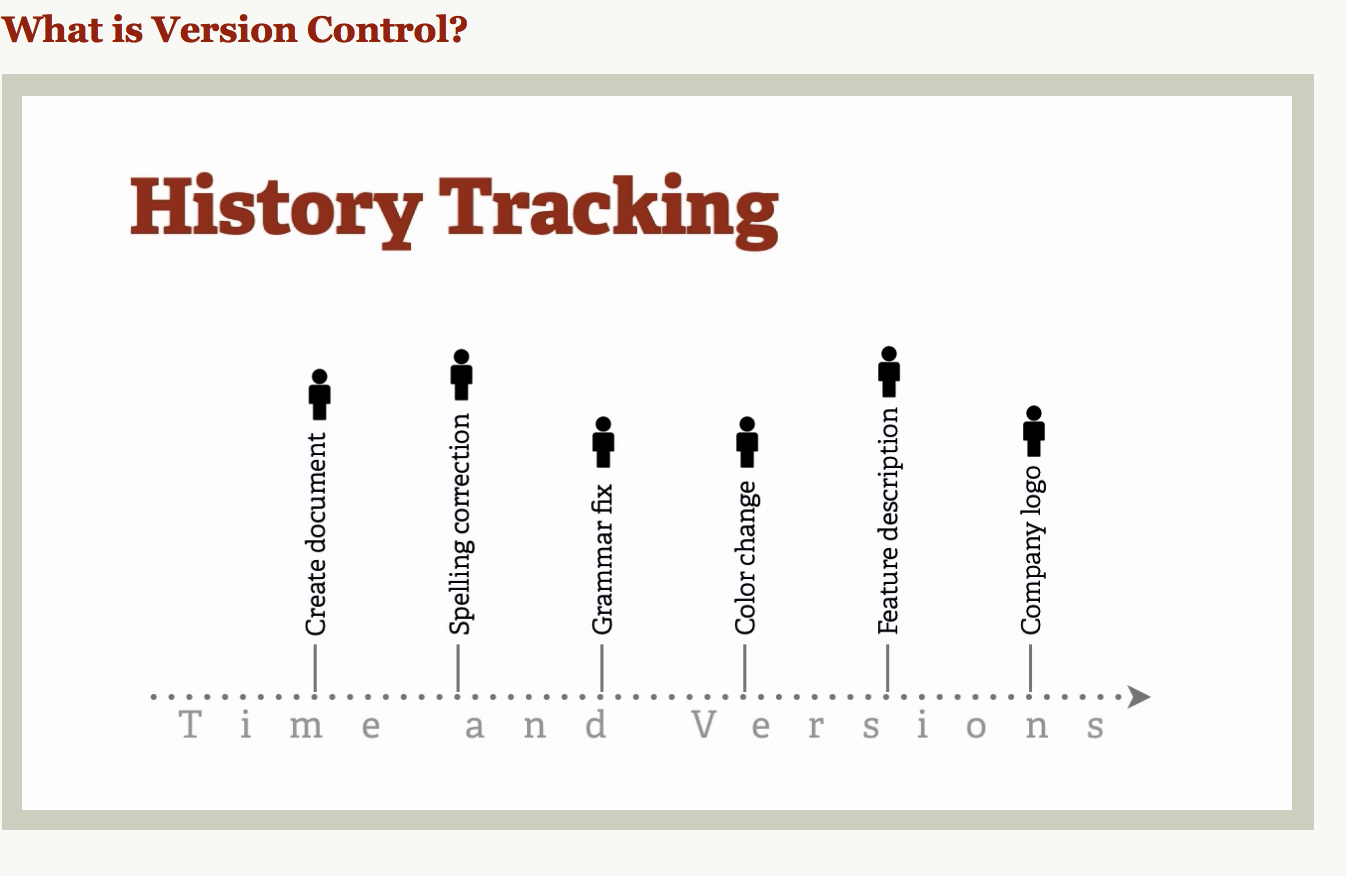 What is Version Control?
History Tracking
Create document
Spelling correction
Grammar fix
Color change
Feature description
Company logo
Time and Versions